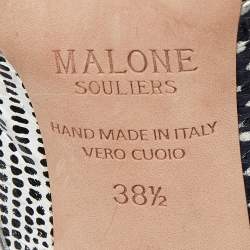 MALONE
SOULIERS
HAND MADE IN ITALY
VERO CUOIO
38½